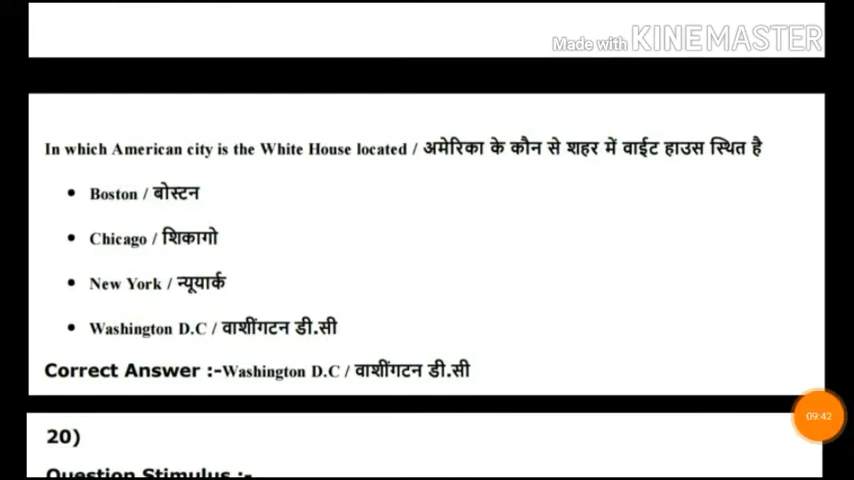 Made with KINEMASTER
In which American city is the White House located / अमेरिका के कौन से शहर में वाईट हाउस स्थित है
• Boston / बोस्टन
• Chicago / शिकागो
• New York / न्यूयार्क
• Washington D.C / वाशींगटन डी.सी
Correct Answer :-Washington D.C / वाशींगटन डी.सी
09:42
20)
Question Stimulus :-